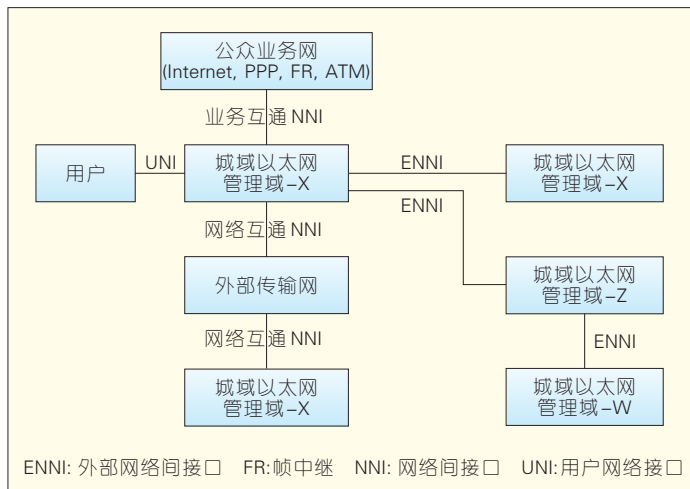 公众业务网
(Internet, PPP, FR, ATM)
业务互通 NNI
用户
UNI
城域以太网
管理域–X
ENNI
城域以太网
管理域–X
ENNI
网络互通 NNI
外部传输网
城域以太网
管理域–Z
网络互通 NNI
ENNI
城域以太网
管理域–X
城域以太网
管理域–W
ENNI: 外部网络间接口 FR:帧中继 NNI: 网络间接口 UNI:用户网络接口